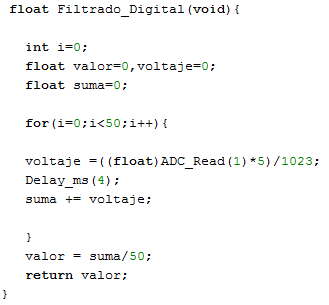 float Filtrado_Digital(void){
int i=0;
float valor=0,voltaje=0;
float suma=0;
for(i=0;i<50;i++){
voltaje =((float)ADC_Read(1)*5)/1023;
Delay_ms(4);
suma += voltaje;
}
valor = suma/50;
return valor;
}